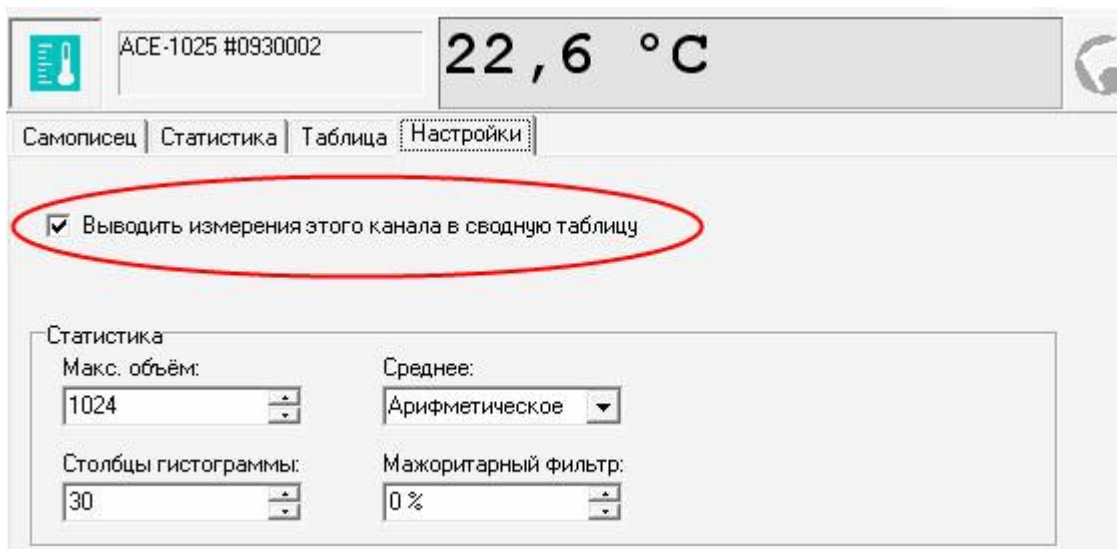 ACE-1025 #0930002
22,6 °C
Самописец Статистика Таблица Настройки
Выводить измерения этого канала в сводную таблицу
Статистика
Макс. объём: Среднее:
1024 Арифметическое
Столбцы гистограммы: Мажоритарный фильтр:
30 0 %